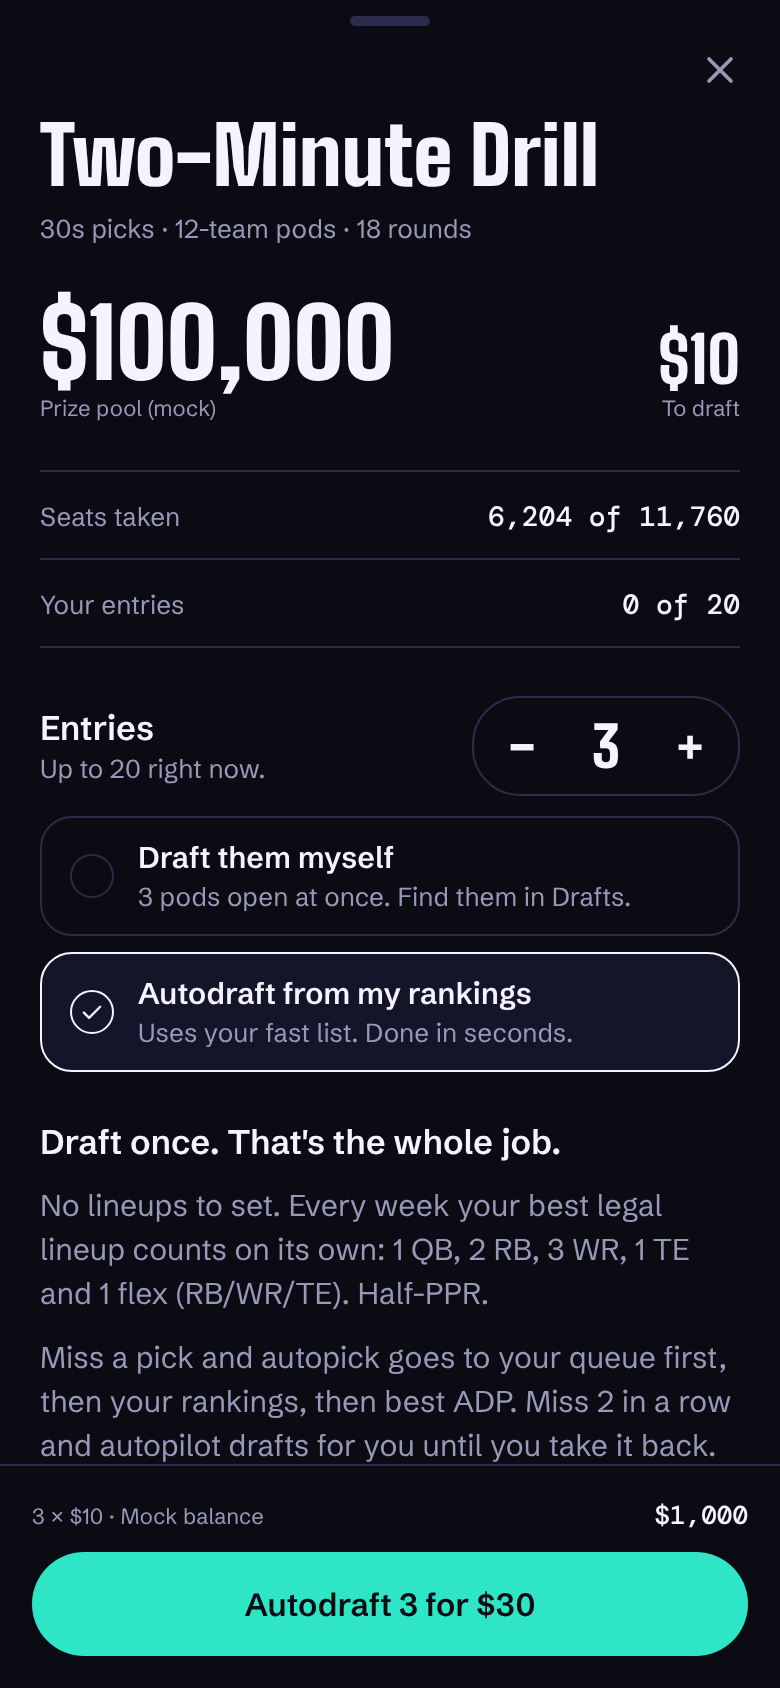 Two-Minute Drill
30s picks · 12-team pods · 18 rounds
$100,000
$10
Prize pool (mock)
To draft
Seats taken
6,204 of 11,760
Your entries
0 of 20
Entries
Up to 20 right now.
− 3 +
Draft them myself
3 pods open at once. Find them in Drafts.
Autodraft from my rankings
Uses your fast list. Done in seconds.
Draft once. That's the whole job.
No lineups to set. Every week your best legal
lineup counts on its own: 1 QB, 2 RB, 3 WR, 1 TE
and 1 flex (RB/WR/TE). Half-PPR.
Miss a pick and autopick goes to your queue first,
then your rankings, then best ADP. Miss 2 in a row
and autopilot drafts for you until you take it back.
3 × $10 · Mock balance
$1,000
Autodraft 3 for $30